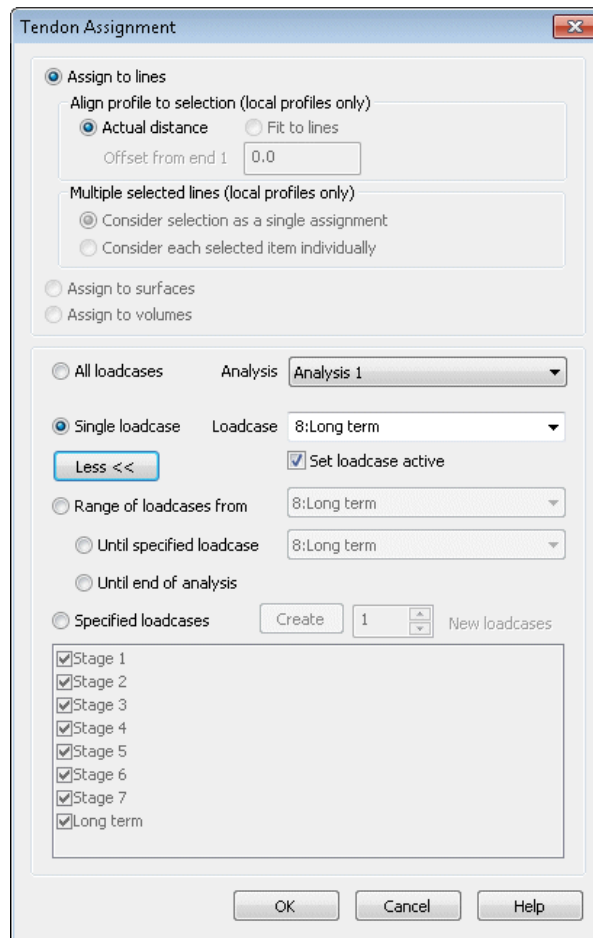 Tendon Assignment
Assign to lines
Align profile to selection (local profiles only)
Actual distance Fit to lines
Offset from end 1 0.0
Multiple selected lines (local profiles only)
Consider selection as a single assignment
Consider each selected item individually
Assign to surfaces
Assign to volumes
All loadcases Analysis Analysis 1
Single loadcase Loadcase 8:Long term
Less << Set loadcase active
Range of loadcases from 8:Long term
Until specified loadcase 8:Long term
Until end of analysis
Specified loadcases Create 1 New loadcases
Stage 1
Stage 2
Stage 3
Stage 4
Stage 5
Stage 6
Stage 7
Long term
OK Cancel Help